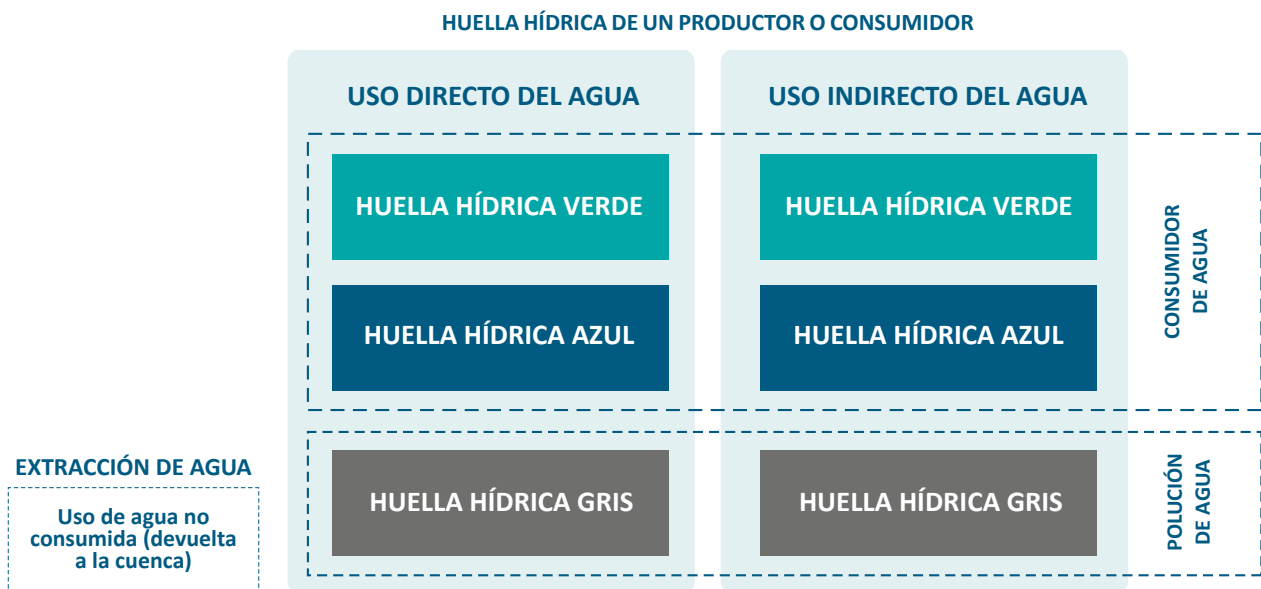 HUELLA HÍDRICA DE UN PRODUCTOR O CONSUMIDOR
USO DIRECTO DEL AGUA
USO INDIRECTO DEL AGUA
HUELLA HÍDRICA VERDE
HUELLA HÍDRICA VERDE
HUELLA HÍDRICA AZUL
HUELLA HÍDRICA AZUL
CONSUMIDOR
DE AGUA
EXTRACCIÓN DE AGUA
Uso de agua no
consumida (devuelta
a la cuenca)
HUELLA HÍDRICA GRIS
HUELLA HÍDRICA GRIS
POLUCIÓN
DE AGUA